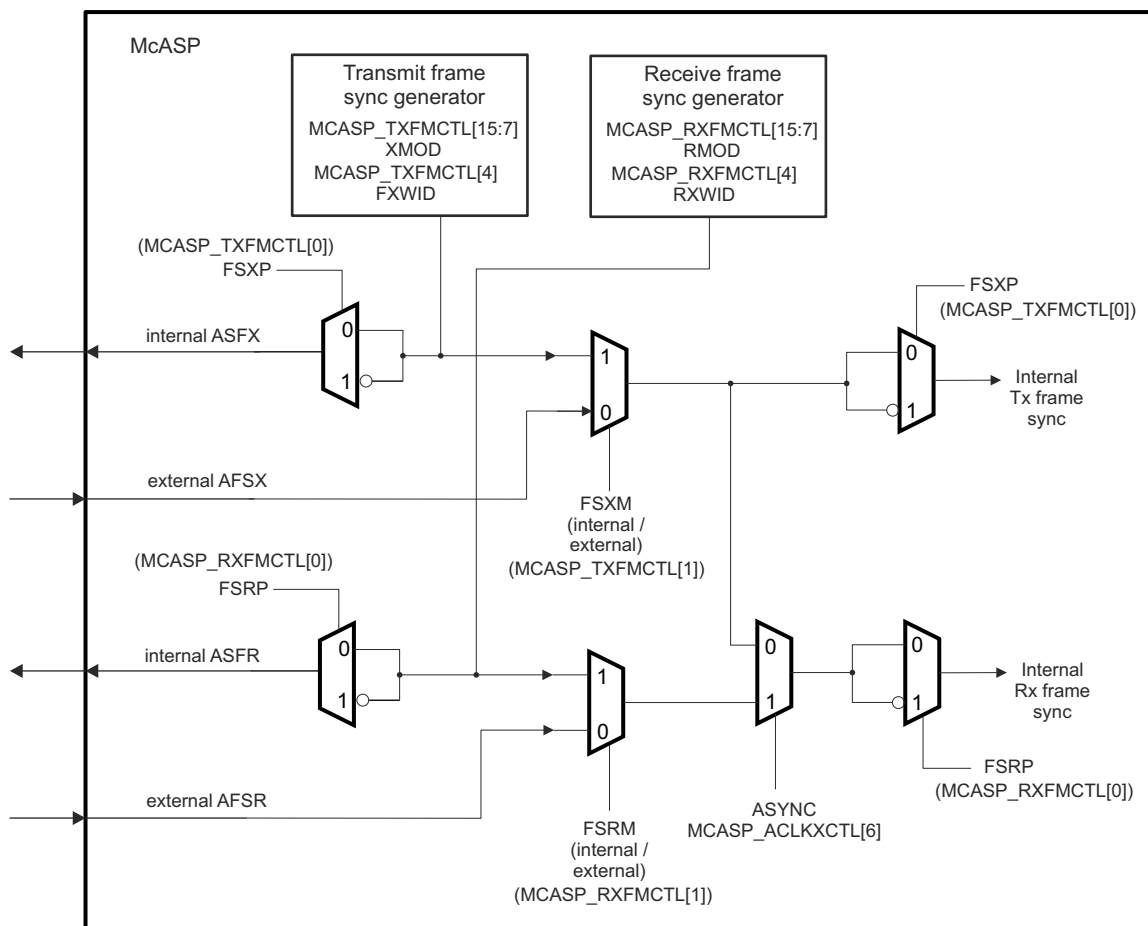 McASP
Transmit frame
sync generator
MCASP_TXFMCTL[15:7]
XMOD
MCASP_TXFMCTL[4]
FXWID
Receive frame
sync generator
MCASP_RXFMCTL[15:7]
RMOD
MCASP_RXFMCTL[4]
RXWID
(MCASP_TXFMCTL[0])
FSXP
0
1
internal ASFX
1
0
FSXP
(MCASP_TXFMCTL[0])
0
1
Internal
Tx frame
sync
external AFSX
FSXM
(internal /
external)
(MCASP_TXFMCTL[1])
(MCASP_RXFMCTL[0])
FSRP
0
1
internal ASFR
1
0
0
1
0
1
Internal
Rx frame
sync
external AFSR
FSRM
(internal /
external)
(MCASP_RXFMCTL[1])
ASYNC
MCASP_ACLKXCTL[6]
FSRP
(MCASP_RXFMCTL[0])